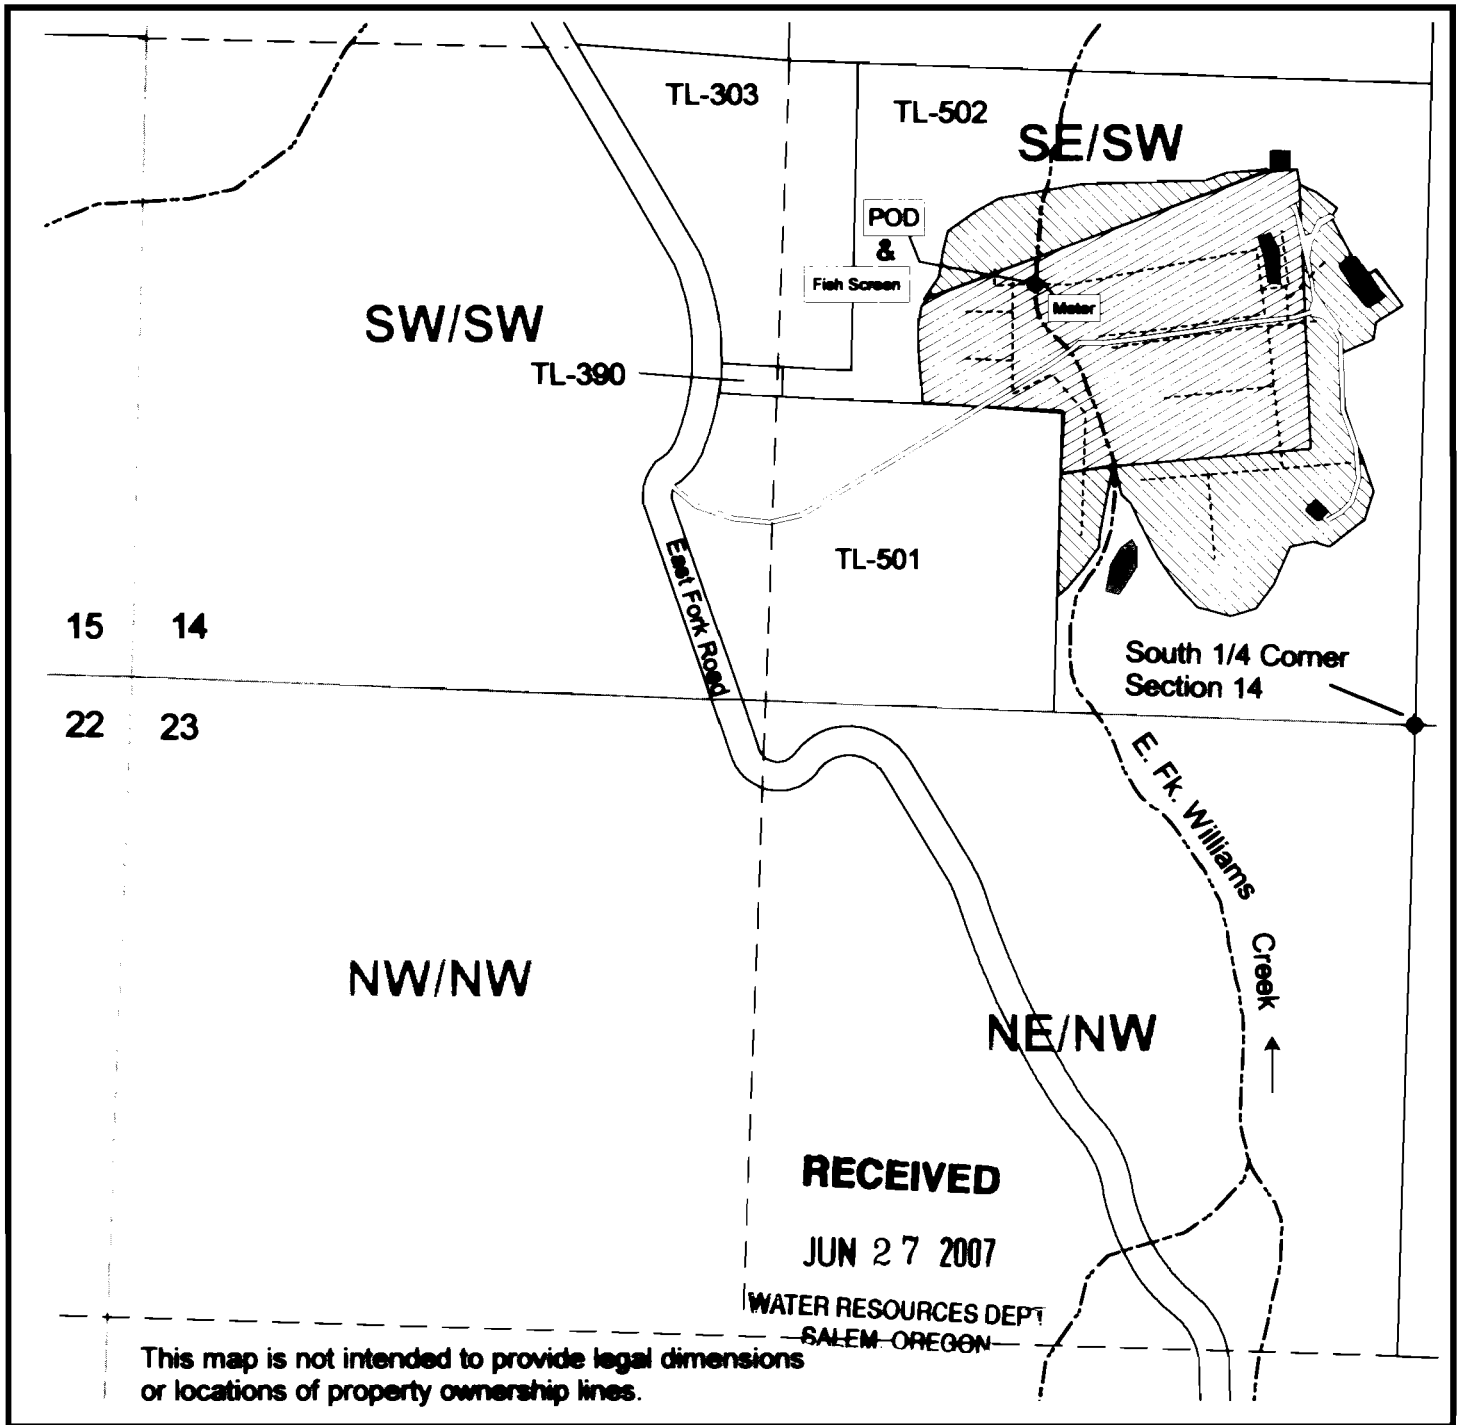 TL-303
TL-502
SE/SW
POD
&
Fish Screen
Meter
SW/SW
TL-390
TL-501
East Fork Road
15 14
South 1/4 Corner
Section 14
22 23
E. Fk. Williams Creek
NW/NW
NE/NW
RECEIVED
JUN 27 2007
WATER RESOURCES DEPT
SALEM OREGON
This map is not intended to provide legal dimensions
or locations of property ownership lines.